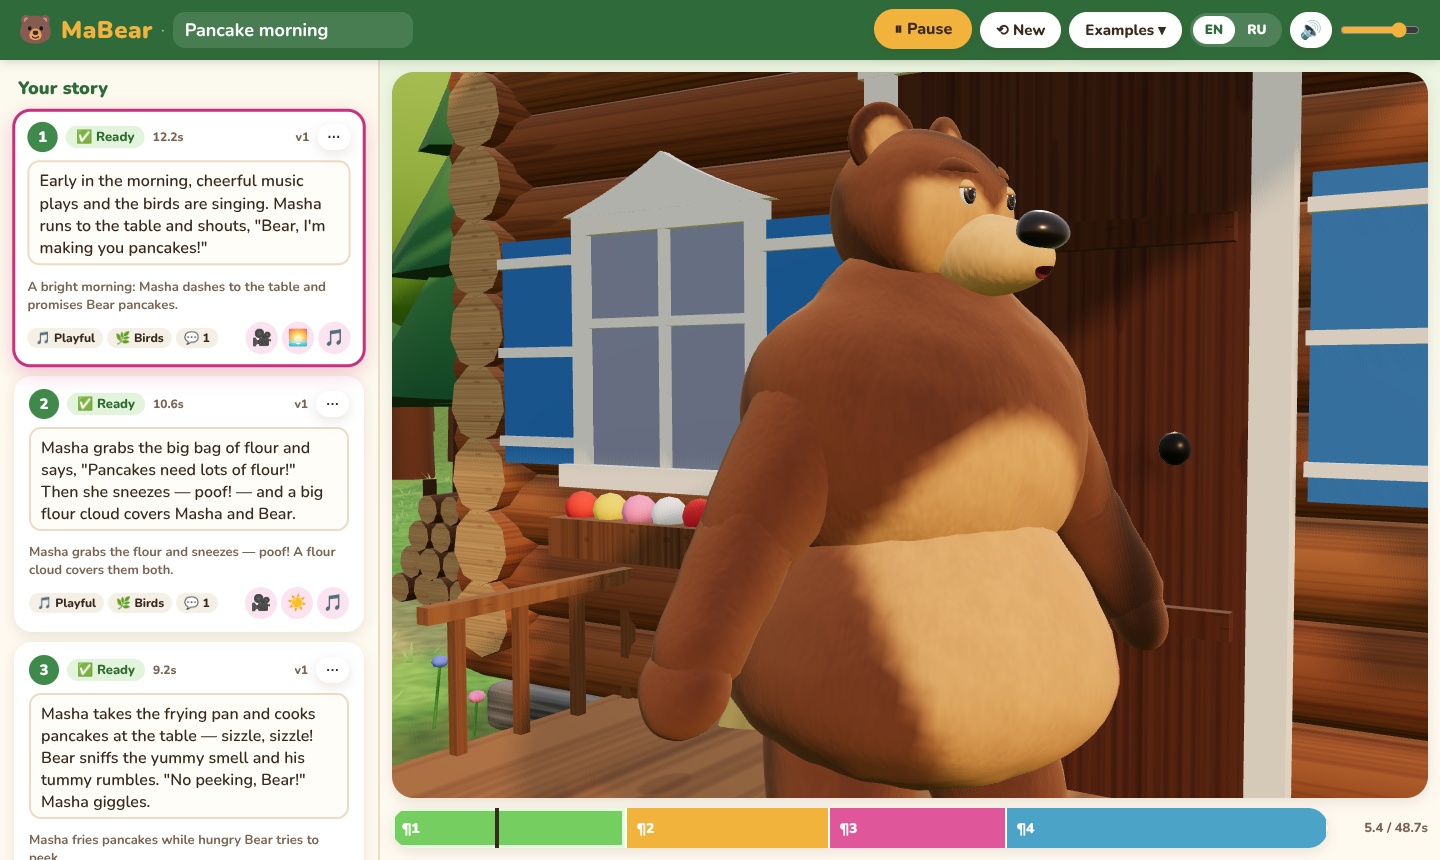 MaBear · Pancake morning
Pause
New
Examples ▾
EN
RU
Your story
1
Ready
12.2s
v1
...
Early in the morning, cheerful music
plays and the birds are singing. Masha
runs to the table and shouts, "Bear, I'm
making you pancakes!"
A bright morning: Masha dashes to the table and
promises Bear pancakes.
Playful
Birds
1
2
Ready
10.6s
v1
...
Masha grabs the big bag of flour and
says, "Pancakes need lots of flour!"
Then she sneezes — poof! — and a big
flour cloud covers Masha and Bear.
Masha grabs the flour and sneezes — poof! A flour
cloud covers them both.
Playful
Birds
1
3
Ready
9.2s
v1
...
Masha takes the frying pan and cooks
pancakes at the table — sizzle, sizzle!
Bear sniffs the yummy smell and his
tummy rumbles. "No peeking, Bear!"
Masha giggles.
Masha fries pancakes while hungry Bear tries to
peek.
¶1
¶2
¶3
¶4
5.4 / 48.7s